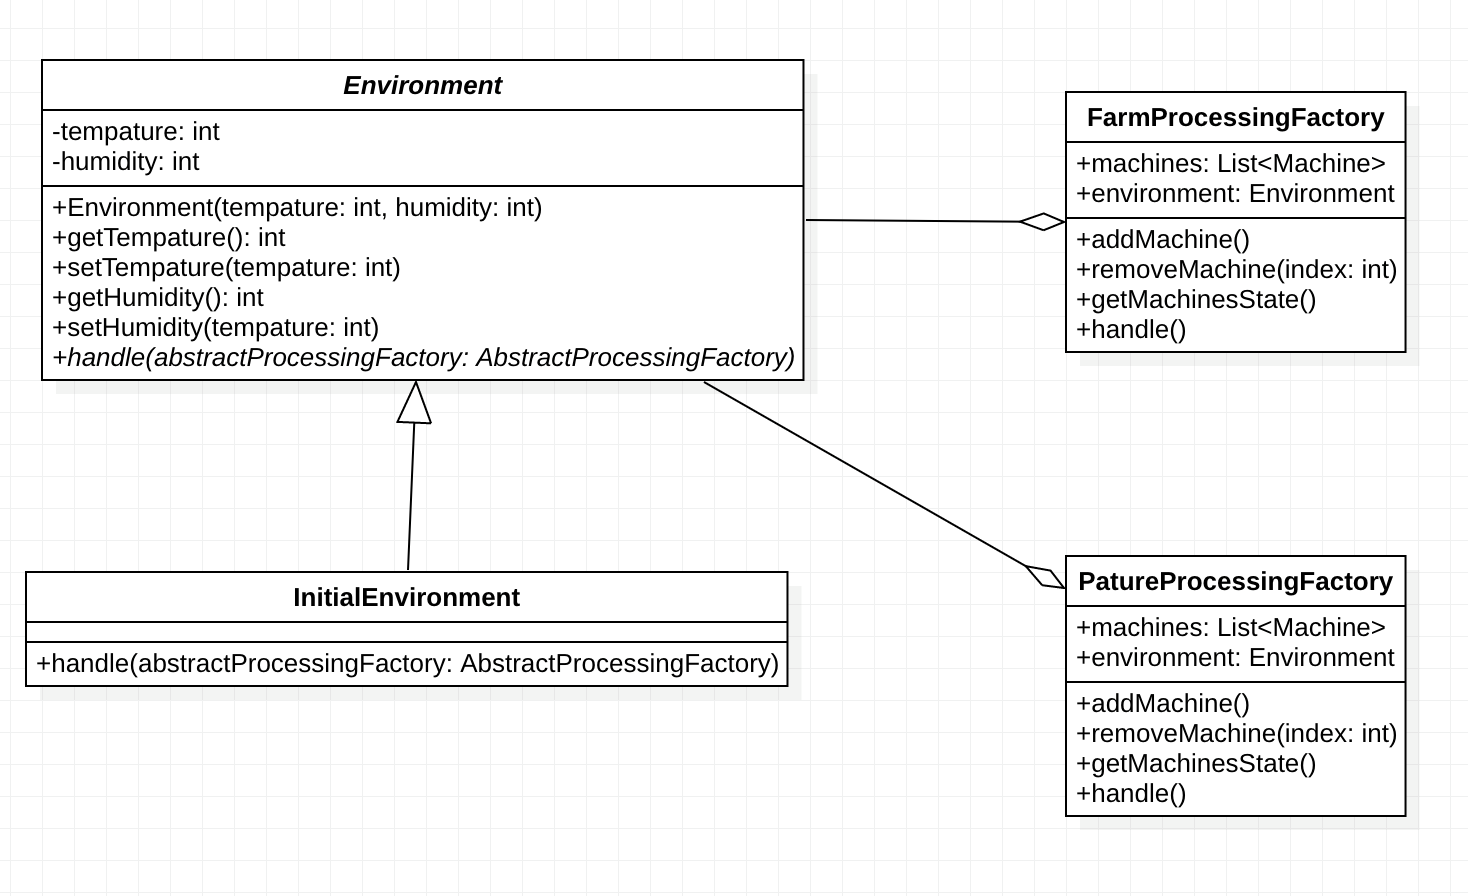 Environment
-tempature: int
-humidity: int
+Environment(tempature: int, humidity: int)
+getTempature(): int
+setTempature(tempature: int)
+getHumidity(): int
+setHumidity(tempature: int)
+handle(abstractProcessingFactory: AbstractProcessingFactory)
FarmProcessingFactory
+machines: List<Machine>
+environment: Environment
+addMachine()
+removeMachine(index: int)
+getMachinesState()
+handle()
InitialEnvironment
+handle(abstractProcessingFactory: AbstractProcessingFactory)
PatureProcessingFactory
+machines: List<Machine>
+environment: Environment
+addMachine()
+removeMachine(index: int)
+getMachinesState()
+handle()